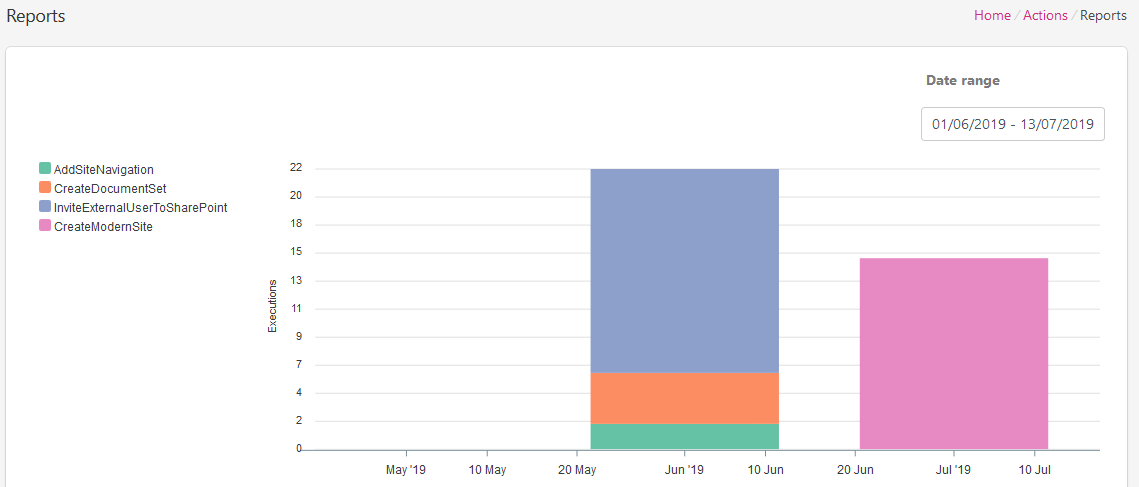 Reports
Home / Actions / Reports
Date range
01/06/2019 - 13/07/2019
AddSiteNavigation
CreateDocumentSet
InviteExternalUserToSharePoint
CreateModernSite
Executions
22
20
18
15
13
11
9
7
4
2
0
May '19 10 May 20 May Jun '19 10 Jun 20 Jun Jul '19 10 Jul